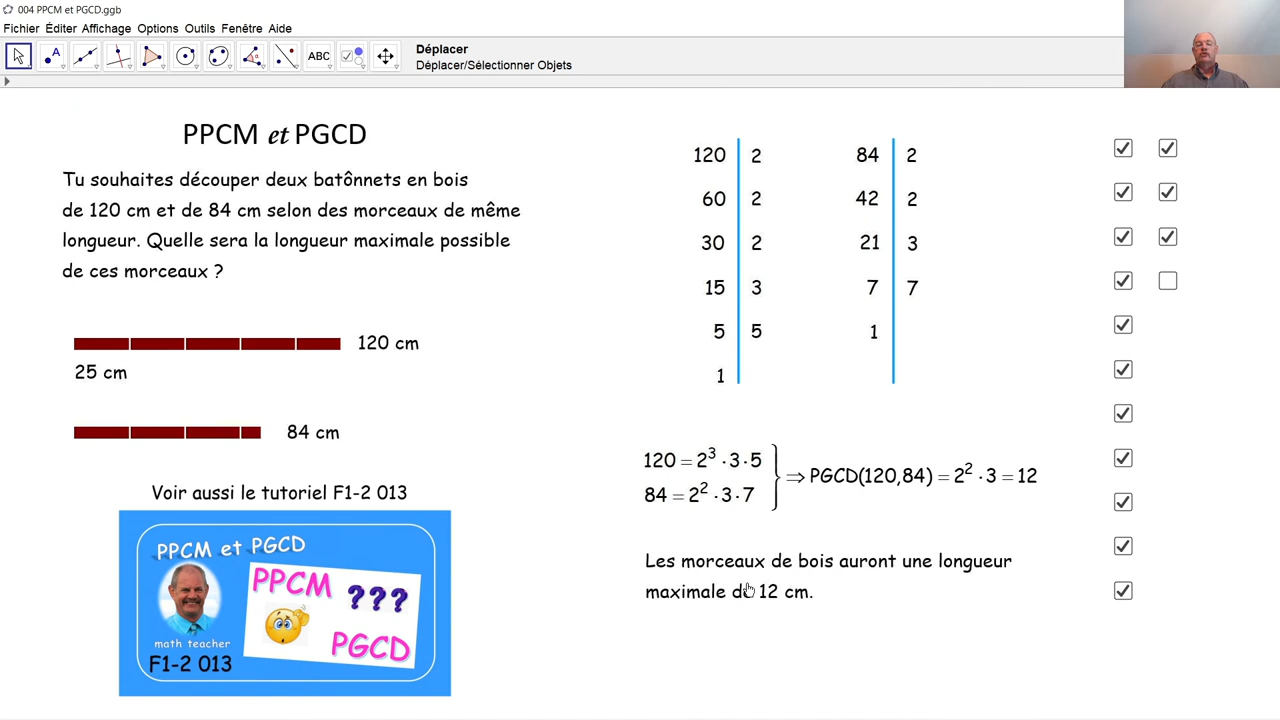 004 PPCM et PGCD.ggb
Fichier Éditer Affichage Options Outils Fenêtre Aide
A
ABC
Déplacer
Déplacer/Sélectionner Objets
PPCM et PGCD
Tu souhaites découper deux batônnets en bois
de 120 cm et de 84 cm selon des morceaux de même
longueur. Quelle sera la longueur maximale possible
de ces morceaux ?
120 cm
25 cm
84 cm
Voir aussi le tutoriel F1-2 013
PPCM et PGCD
PPCM
???
PGCD
math teacher
F1-2 013
120 2 84 2
60 2 42 2
30 2 21 3
15 3 7 7
5 5 1
1
120 = 2³ · 3 · 5
84 = 2² · 3 · 7
⇒ PGCD(120,84) = 2² · 3 = 12
Les morceaux de bois auront une longueur
maximale de 12 cm.